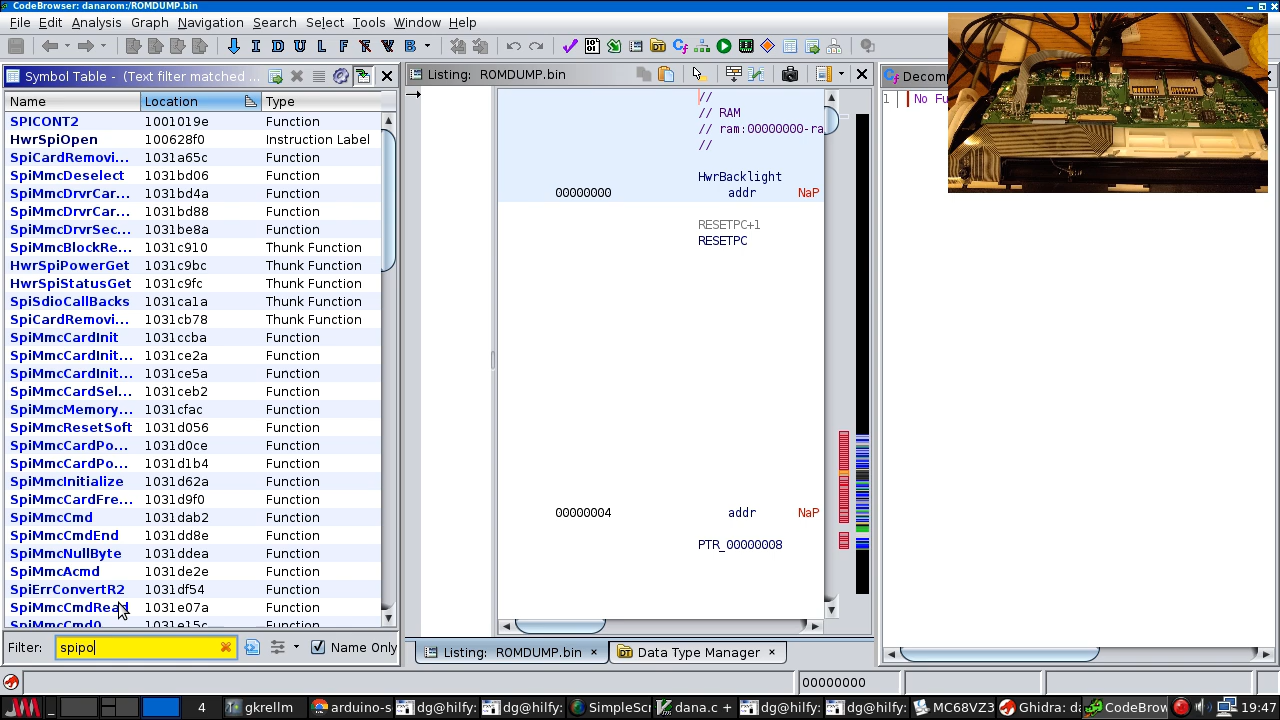 CodeBrowser: danarom:/ROMDUMP.bin
File Edit Analysis Graph Navigation Search Select Tools Window Help
I D U L F R V B
Symbol Table - (Text filter matched ...
Name Location Type
SPICONT2 1001019e Function
HwrSpiOpen 100628f0 Instruction Label
SpiCardRemovi... 1031a65c Function
SpiMmcDeselect 1031bd06 Function
SpiMmcDrvrCar... 1031bd4a Function
SpiMmcDrvrCar... 1031bd88 Function
SpiMmcDrvrSec... 1031be8a Function
SpiMmcBlockRe... 1031c910 Thunk Function
HwrSpiPowerGet 1031c9bc Thunk Function
HwrSpiStatusGet 1031c9fc Thunk Function
SpiSdioCallBacks 1031ca1a Thunk Function
SpiCardRemovi... 1031cb78 Thunk Function
SpiMmcCardInit 1031ccba Function
SpiMmcCardInit... 1031ce2a Function
SpiMmcCardInit... 1031ce5a Function
SpiMmcCardSel... 1031ceb2 Function
SpiMmcMemory... 1031cfac Function
SpiMmcResetSoft 1031d056 Function
SpiMmcCardPo... 1031d0ce Function
SpiMmcCardPo... 1031d1b4 Function
SpiMmcInitialize 1031d62a Function
SpiMmcCardFre... 1031d9f0 Function
SpiMmcCmd 1031dab2 Function
SpiMmcCmdEnd 1031dd8e Function
SpiMmcNullByte 1031ddea Function
SpiMmcAcmd 1031de2e Function
SpiErrConvertR2 1031df54 Function
SpiMmcCmdRead 1031e07a Function
SpiMmcCmd0 1031e15c Function
Filter: spipo Name Only
Listing: ROMDUMP.bin
//
// RAM
// ram:00000000-ra
//
HwrBacklight
00000000 addr NaP
RESETPC+1
RESETPC
00000004 addr NaP
PTR_00000008
Listing: ROMDUMP.bin × Data Type Manager ×
Decom
1 No Fu
00000000
4 gkrellm arduino-s dg@hilfy: dg@hilfy: SimpleSc dana.c + dg@hilfy: dg@hilfy: MC68VZ3 Ghidra: da CodeBrow 19:47